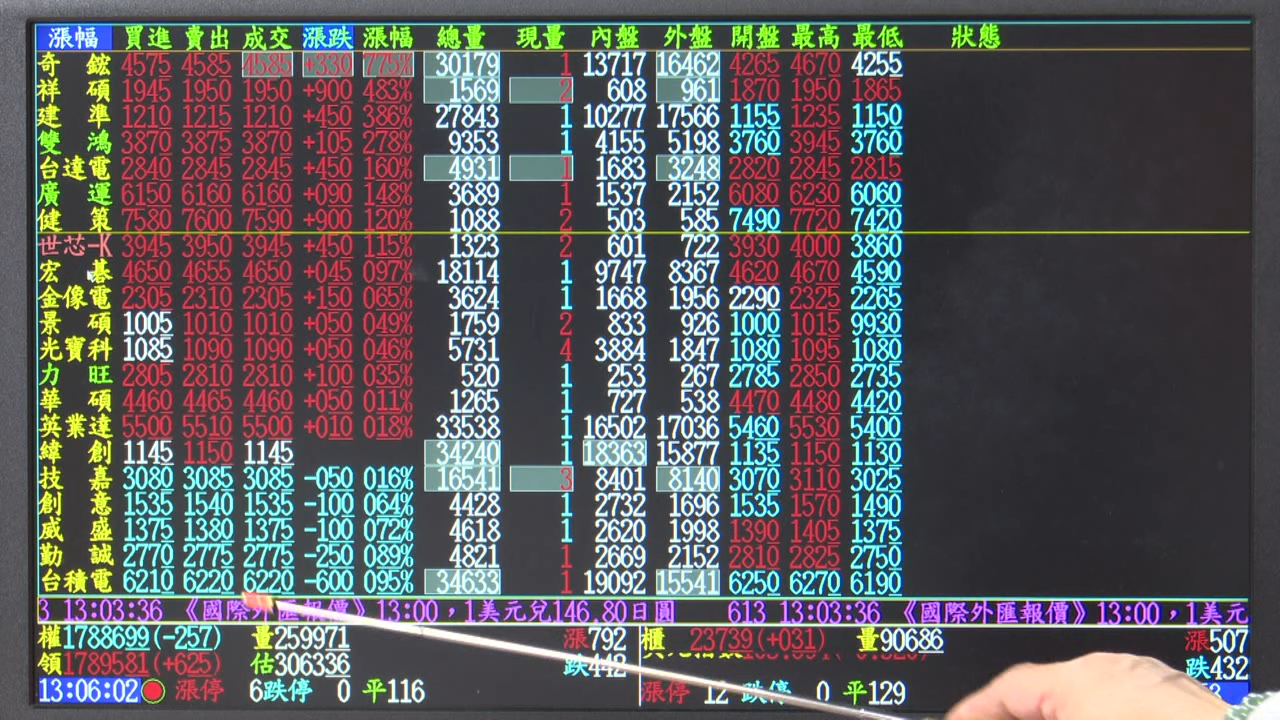 漲幅 買進 賣出 成交 漲跌 漲幅 總量 現量 內盤 外盤 開盤 最高 最低 狀態
奇鋐 4575 4585 4585 +330 775% 30179 1 13717 16462 4265 4670 4255
祥碩 1945 1950 1950 +900 483% 1569 2 608 961 1870 1950 1865
建準 1210 1215 1210 +450 386% 27843 1 10277 17566 1155 1235 1150
雙鴻 3870 3875 3870 +105 278% 9353 1 4155 5198 3760 3945 3760
台達電 2840 2845 2845 +450 160% 4931 1 1683 3248 2820 2845 2815
廣運 6150 6160 6160 +090 148% 3689 1 1537 2152 6080 6230 6060
健策 7580 7600 7590 +900 120% 1088 2 503 585 7490 7720 7420
世芯-K 3945 3950 3945 +450 115% 1323 2 601 722 3930 4000 3860
宏碁 4650 4655 4650 +045 097% 18114 1 9747 8367 4620 4670 4590
金像電 2305 2310 2305 +150 065% 3624 1 1668 1956 2290 2325 2265
景碩 1005 1010 1010 +050 049% 1759 2 833 926 1000 1015 9930
光寶科 1085 1090 1090 +050 046% 5731 4 3884 1847 1080 1095 1080
力旺 2805 2810 2810 +100 035% 520 1 253 267 2785 2850 2735
華碩 4460 4465 4460 +050 011% 1265 1 727 538 4470 4480 4420
英業達 5500 5510 5500 +010 018% 33538 1 16502 17036 5460 5530 5400
緯創 1145 1150 1145 34240 18363 15877 1135 1150 1130
技嘉 3080 3085 3085 -050 016% 16541 3 8401 8140 3070 3110 3025
創意 1535 1540 1535 -100 064% 4428 1 2732 1696 1535 1570 1490
威盛 1375 1380 1375 -100 072% 4618 1 2620 1998 1390 1405 1375
勤誠 2770 2775 2775 -250 089% 4821 1 2669 2152 2810 2825 2750
台積電 6210 6220 6220 -600 095% 34633 1 19092 15541 6250 6270 6190
3 13:03:36 《國際外匯報價》13:00，1美元兌146.80日圓 613 13:03:36 《國際外匯報價》13:00，1美元
權1788699(-257) 量259971 漲792 櫃 23739(+031) 量90686 漲507
領1789581(+625) 估306336 跌442 跌432
13:06:02 漲停 6跌停 0 平116 漲停 12 跌停 0 平129